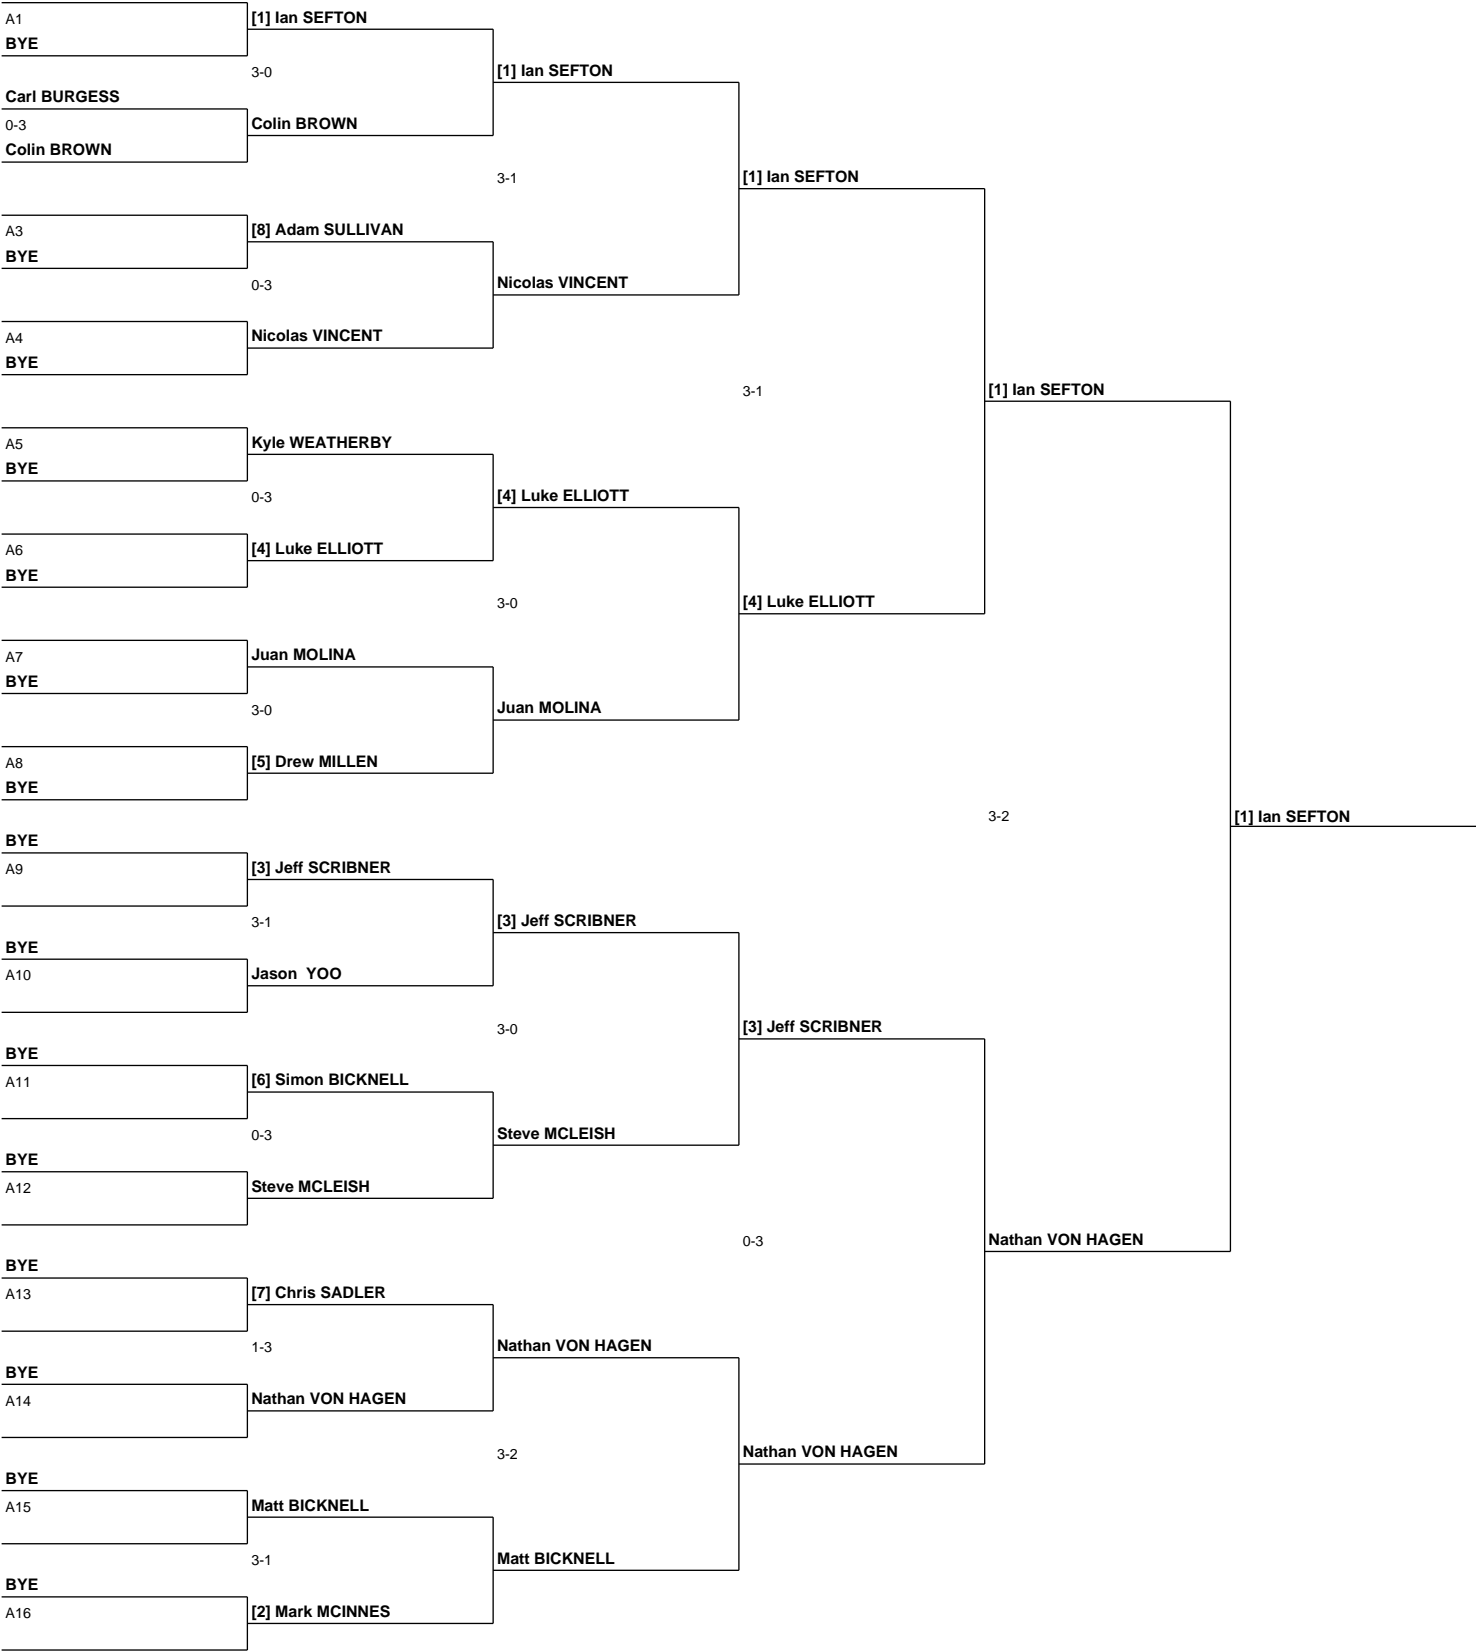 A1
BYE
[1] Ian SEFTON
3-0
Carl BURGESS
0-3
Colin BROWN
Colin BROWN
[1] Ian SEFTON
3-1
A3
BYE
[8] Adam SULLIVAN
0-3
A4
BYE
Nicolas VINCENT
Nicolas VINCENT
[1] Ian SEFTON
3-1
A5
BYE
Kyle WEATHERBY
0-3
A6
BYE
[4] Luke ELLIOTT
[4] Luke ELLIOTT
3-0
A7
BYE
Juan MOLINA
3-0
A8
BYE
[5] Drew MILLEN
Juan MOLINA
[4] Luke ELLIOTT
[1] Ian SEFTON
3-2
[1] Ian SEFTON
BYE
A9
[3] Jeff SCRIBNER
3-1
BYE
A10
Jason  YOO
[3] Jeff SCRIBNER
3-0
BYE
A11
[6] Simon BICKNELL
0-3
BYE
A12
Steve MCLEISH
Steve MCLEISH
[3] Jeff SCRIBNER
0-3
BYE
A13
[7] Chris SADLER
1-3
BYE
A14
Nathan VON HAGEN
Nathan VON HAGEN
3-2
BYE
A15
Matt BICKNELL
3-1
BYE
A16
[2] Mark MCINNES
Matt BICKNELL
Nathan VON HAGEN
Nathan VON HAGEN